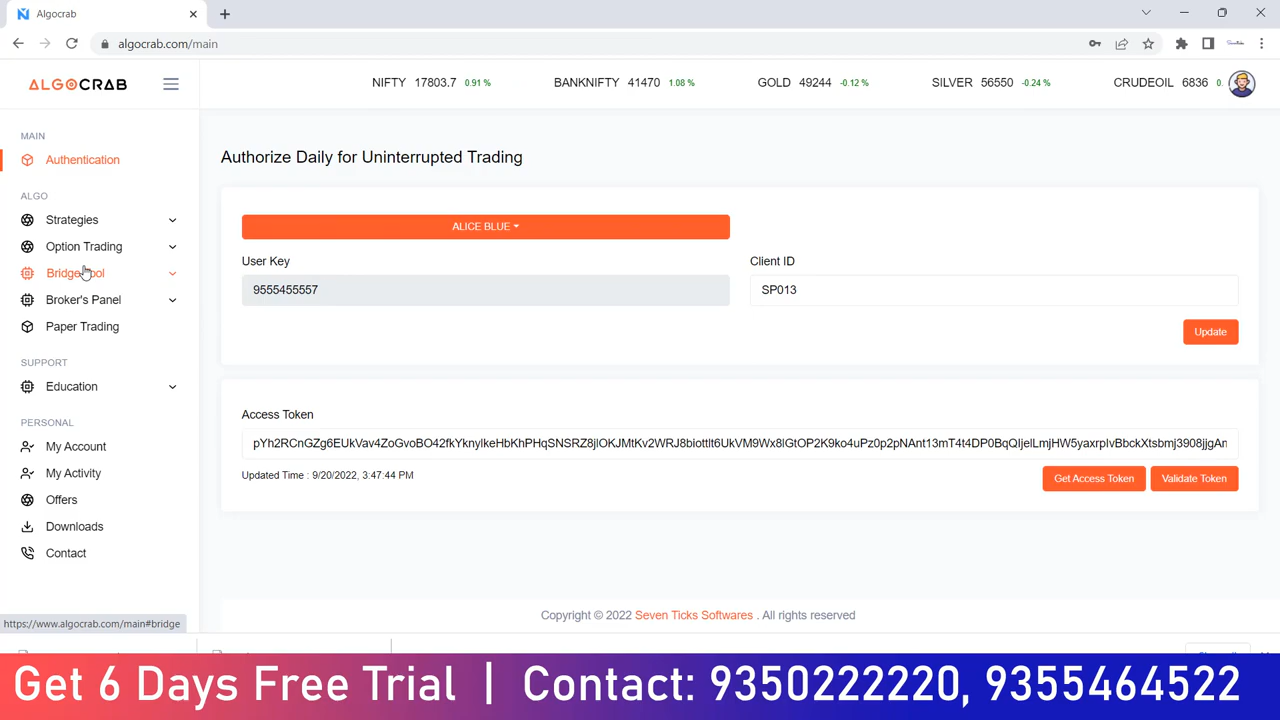 Algocrab
algocrab.com/main
ALGOCRAB
NIFTY 17803.7 0.91 %
BANKNIFTY 41470 1.08 %
GOLD 49244 -0.12 %
SILVER 56550 -0.24 %
CRUDEOIL 6836 0.
MAIN
Authentication
ALGO
Strategies
Option Trading
Bridge Tool
Broker's Panel
Paper Trading
SUPPORT
Education
PERSONAL
My Account
My Activity
Offers
Downloads
Contact
https://www.algocrab.com/main#bridge
Authorize Daily for Uninterrupted Trading
ALICE BLUE
User Key
9555455557
Client ID
SP013
Update
Access Token
Updated Time : 9/20/2022, 3:47:44 PM
Get Access Token
Validate Token
Copyright © 2022 Seven Ticks Softwares . All rights reserved
Get 6 Days Free Trial | Contact: 9350222220, 9355464522